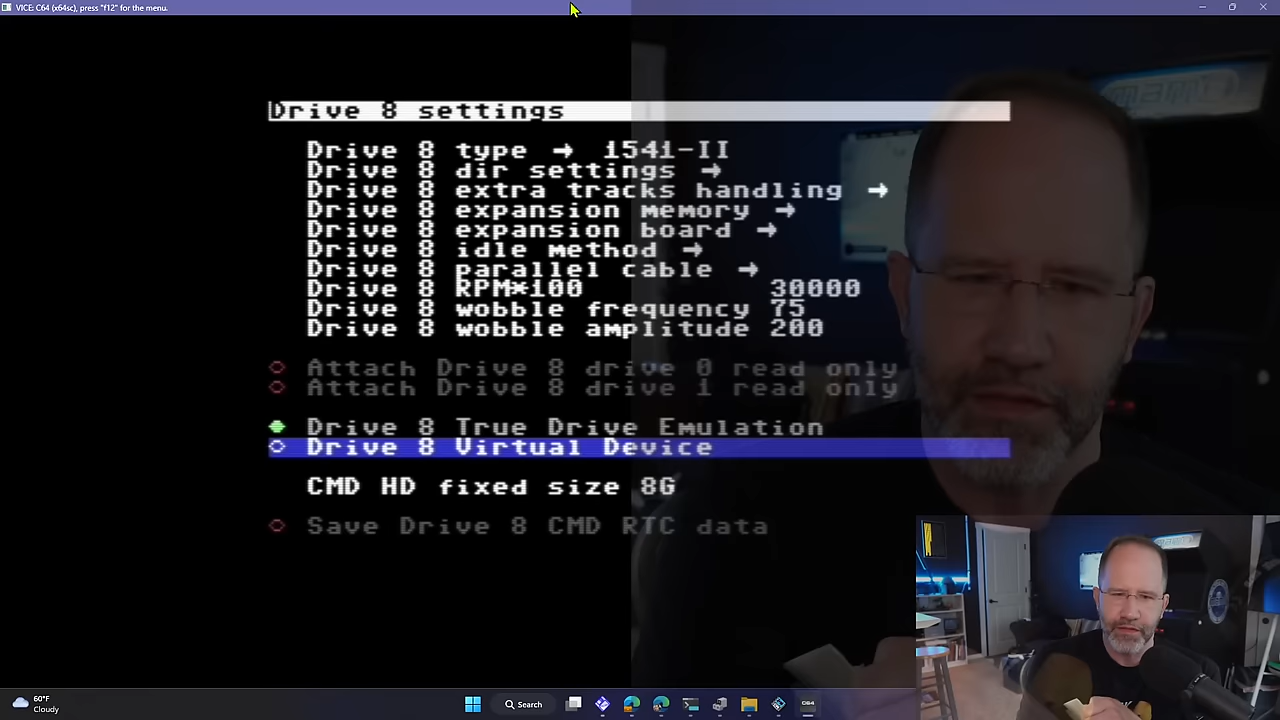 VICE: C64 (x64sc), press "f12" for the menu.
Drive 8 settings
Drive 8 type → 1541-II
Drive 8 dir settings →
Drive 8 extra tracks handling →
Drive 8 expansion memory →
Drive 8 expansion board →
Drive 8 idle method →
Drive 8 parallel cable →
Drive 8 RPM*100 30000
Drive 8 wobble frequency 75
Drive 8 wobble amplitude 200
Attach Drive 8 drive 0 read only
Attach Drive 8 drive 1 read only
Drive 8 True Drive Emulation
Drive 8 Virtual Device
CMD HD fixed size 8G
Save Drive 8 CMD RTC data
60°F
Cloudy
Search
C64